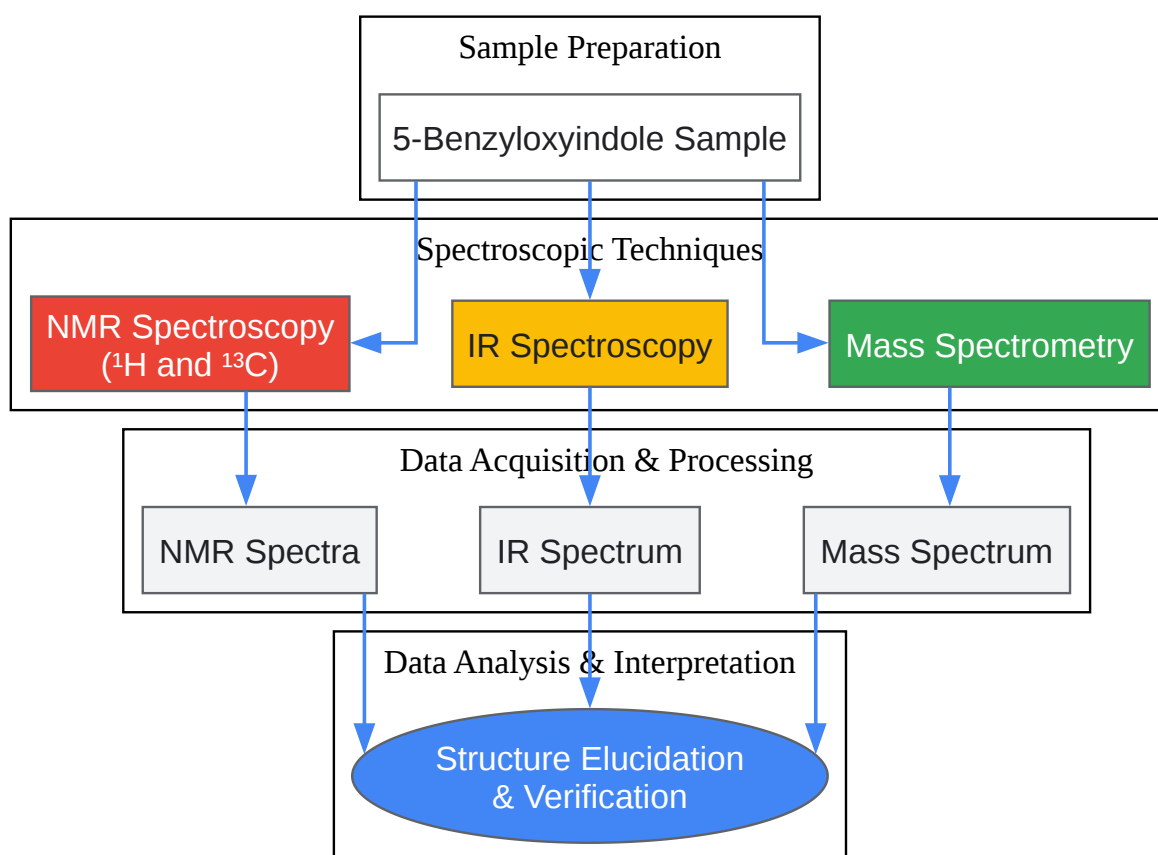 Sample Preparation
5-Benzyloxyindole Sample
Spectroscopic Techniques
NMR Spectroscopy
(¹H and ¹³C)
IR Spectroscopy
Mass Spectrometry
Data Acquisition & Processing
NMR Spectra
IR Spectrum
Mass Spectrum
Data Analysis & Interpretation
Structure Elucidation
& Verification